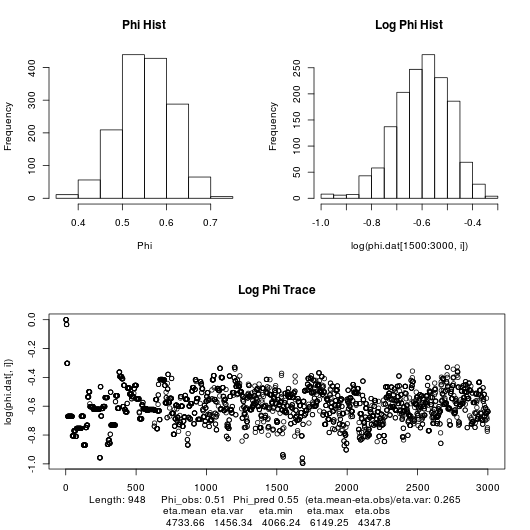 Phi Hist
Log Phi Hist
Frequency
0 100 200 300 400
0.4 0.5 0.6 0.7
Phi
Frequency
0 50 100 150 200 250
-1.0 -0.8 -0.6 -0.4
log(phi.dat[1500:3000, i])
Log Phi Trace
log(phi.dat[, i])
-1.0 -0.8 -0.6 -0.4 -0.2 0.0
0 500 1000 1500 2000 2500 3000
Length: 948 Phi_obs: 0.51 Phi_pred 0.55 (eta.mean-eta.obs)/eta.var: 0.265
eta.mean eta.var eta.min eta.max eta.obs
4733.66 1456.34 4066.24 6149.25 4347.8